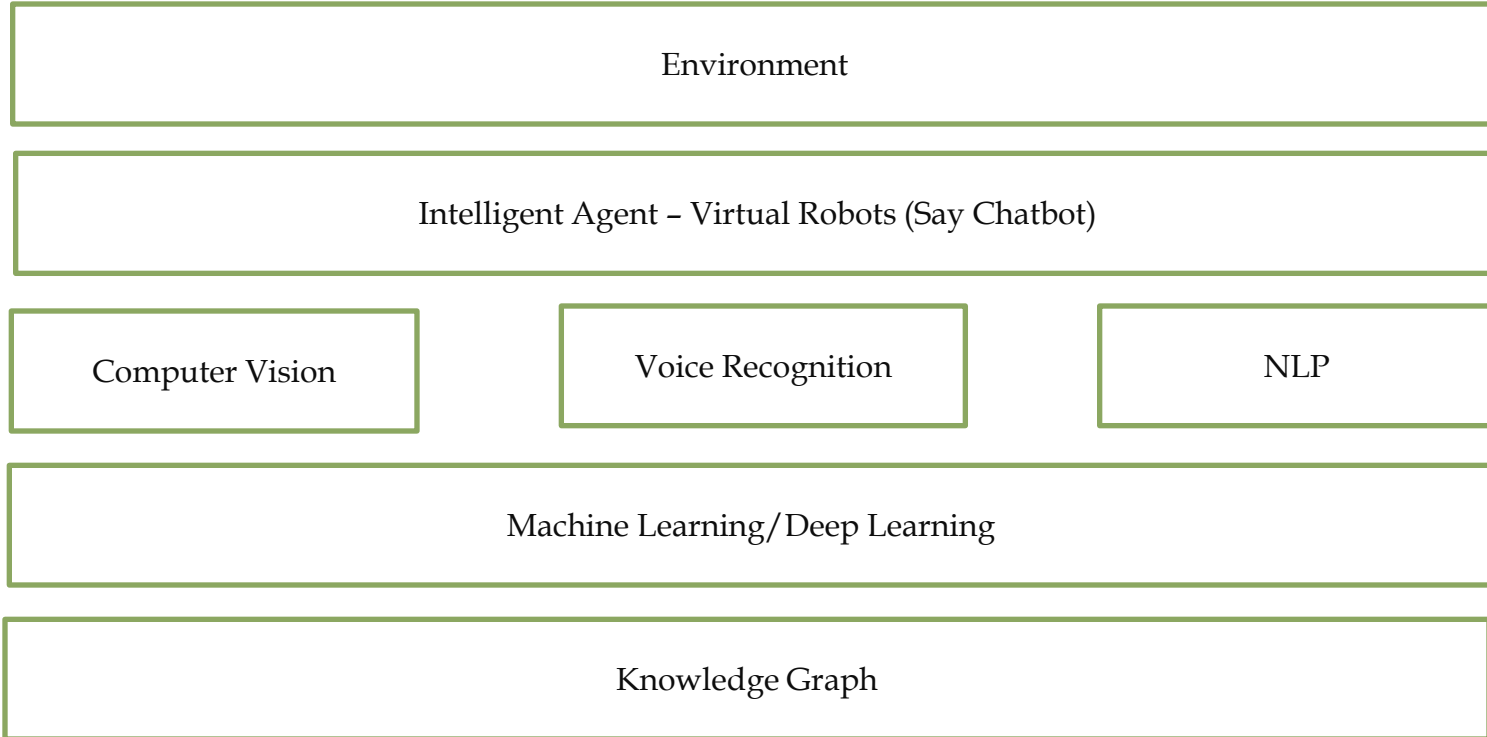 Environment
Intelligent Agent – Virtual Robots (Say Chatbot)
Computer Vision
Voice Recognition
NLP
Machine Learning/Deep Learning
Knowledge Graph